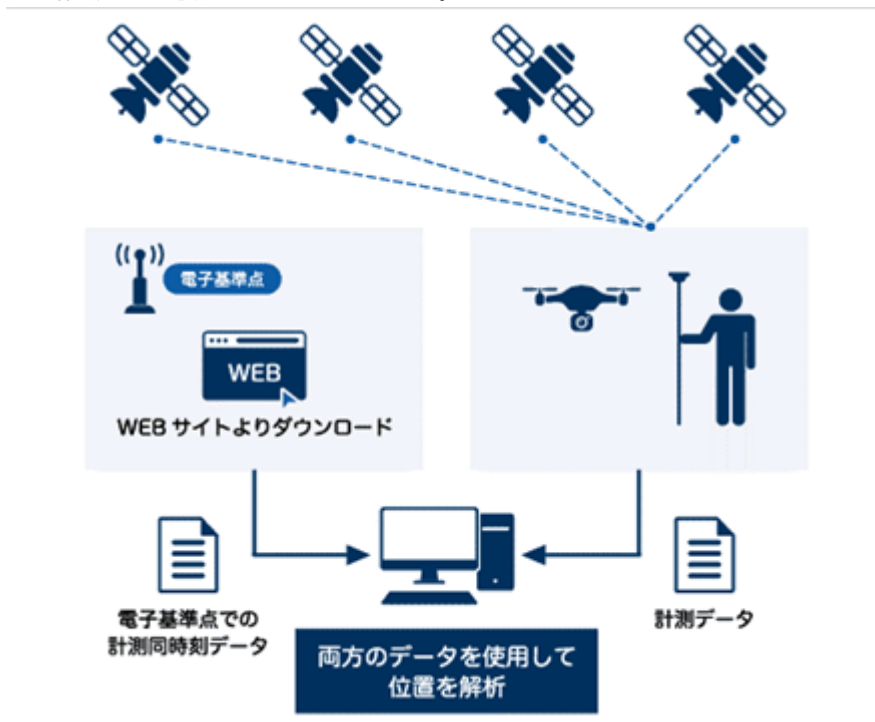 電子基準点
WEB
WEB サイトよりダウンロード
電子基準点での
計測同時刻データ
計測データ
両方のデータを使用して
位置を解析